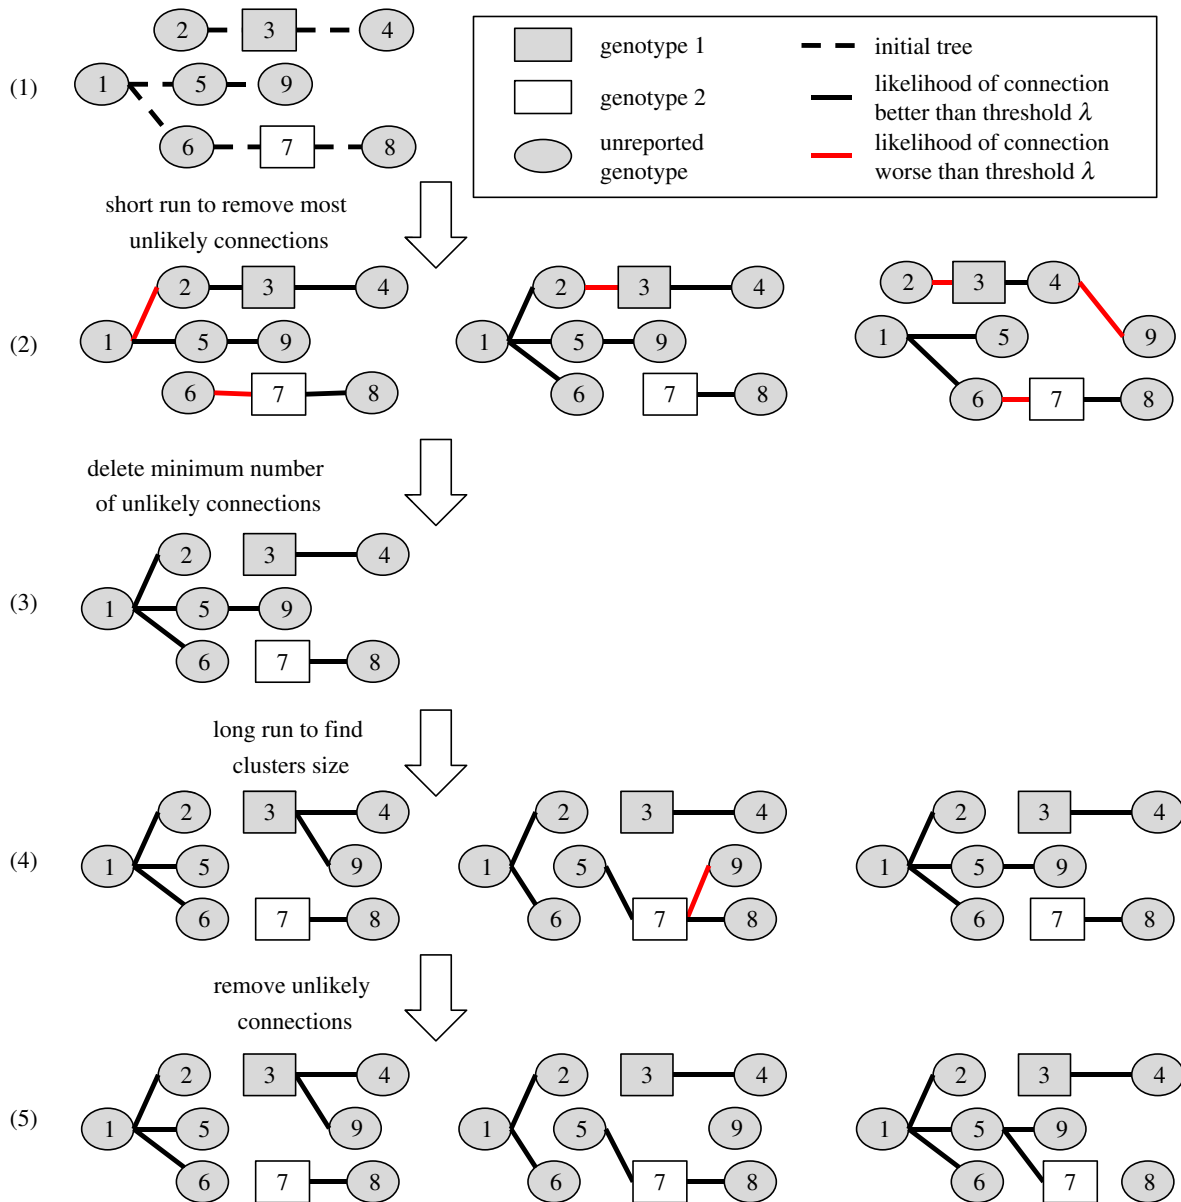 2 3 4
(1) 1 5 9
6 7 8
genotype 1
genotype 2
unreported
genotype
initial tree
likelihood of connection
better than threshold λ
likelihood of connection
worse than threshold λ
short run to remove most
unlikely connections
2 3 4 2 3 4 2 3 4
(2) 1 5 9 1 5 9 1 5 9
6 7 8 6 7 8 6 7 8
delete minimum number
of unlikely connections
2 3 4
(3) 1 5 9
6 7 8
long run to find
clusters size
2 3 4 2 3 4 2 3 4
(4) 1 5 9 1 5 9 1 5 9
6 7 8 6 7 8 6 7 8
remove unlikely
connections
2 3 4 2 3 4 2 3 4
(5) 1 5 9 1 5 9 1 5 9
6 7 8 6 7 8 6 7 8